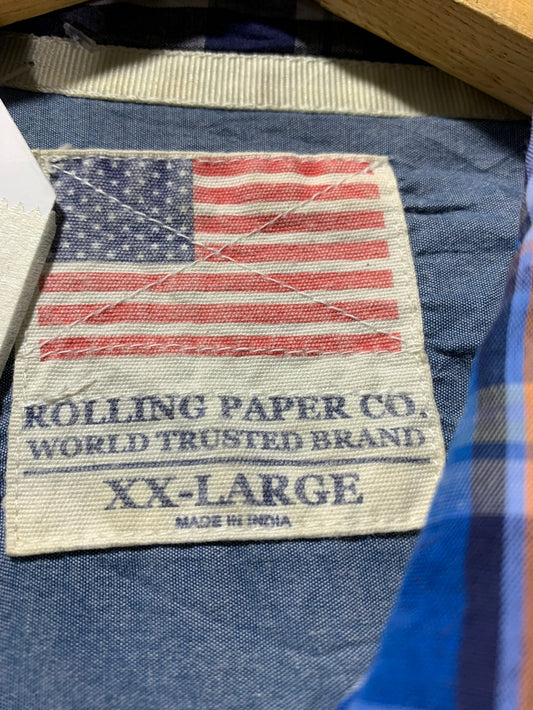 ROLLING PAPER CO.
WORLD TRUSTED BRAND
XX-LARGE
MADE IN INDIA